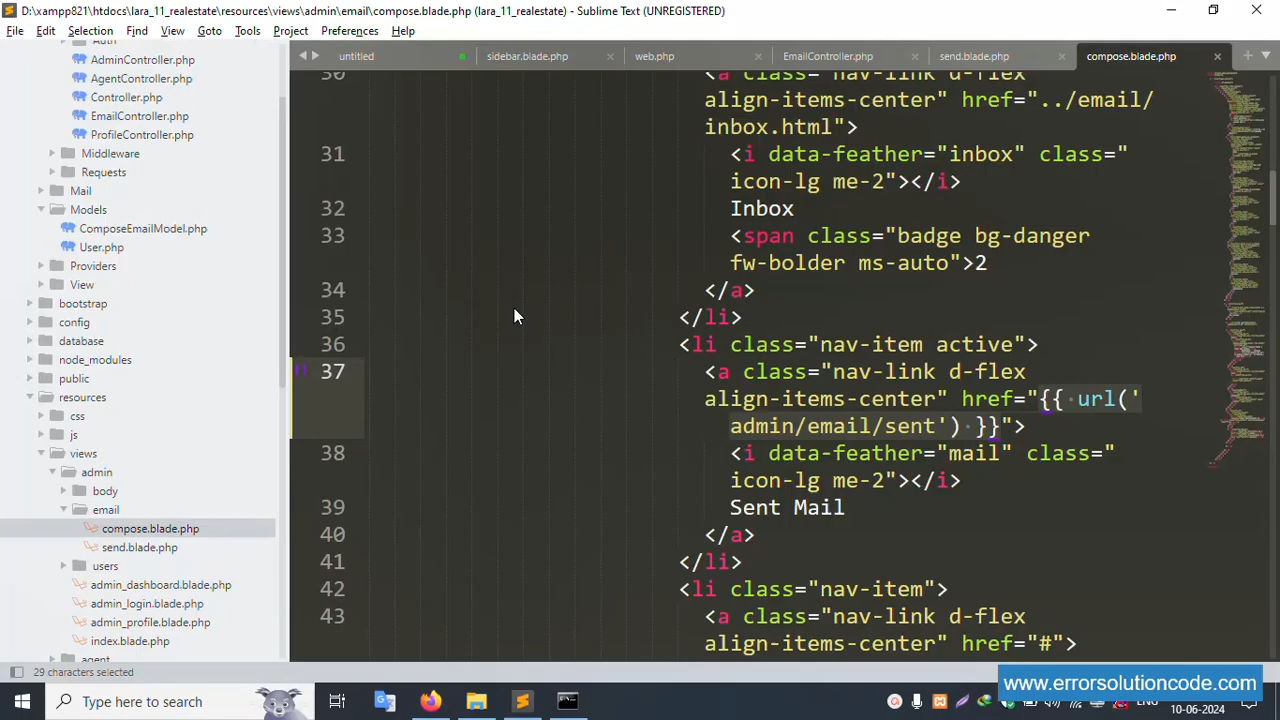 D:\xampp821\htdocs\lara_11_realestate\resources\views\admin\email\compose.blade.php (lara_11_realestate) - Sublime Text (UNREGISTERED)
File Edit Selection Find View Goto Tools Project Preferences Help
untitled sidebar.blade.php web.php EmailController.php send.blade.php compose.blade.php
AdminController.php
AgentController.php
Controller.php
EmailController.php
ProfileController.php
Middleware
Requests
Mail
Models
ComposeEmailModel.php
User.php
Providers
View
bootstrap
config
database
node_modules
public
resources
css
js
views
admin
body
email
compose.blade.php
send.blade.php
users
admin_dashboard.blade.php
admin_login.blade.php
admin_profile.blade.php
index.blade.php
agent
30 <a class="nav-link d-flex
align-items-center" href="../email/
inbox.html">
31 <i data-feather="inbox" class="
icon-lg me-2"></i>
32 Inbox
33 <span class="badge bg-danger
fw-bolder ms-auto">2
34 </a>
35 </li>
36 <li class="nav-item active">
37 <a class="nav-link d-flex
align-items-center" href="{{ url('
admin/email/sent') }}">
38 <i data-feather="mail" class="
icon-lg me-2"></i>
39 Sent Mail
40 </a>
41 </li>
42 <li class="nav-item">
43 <a class="nav-link d-flex
align-items-center" href="#">
29 characters selected
www.errorsolutioncode.com
Type here to search
ENG
10-06-2024